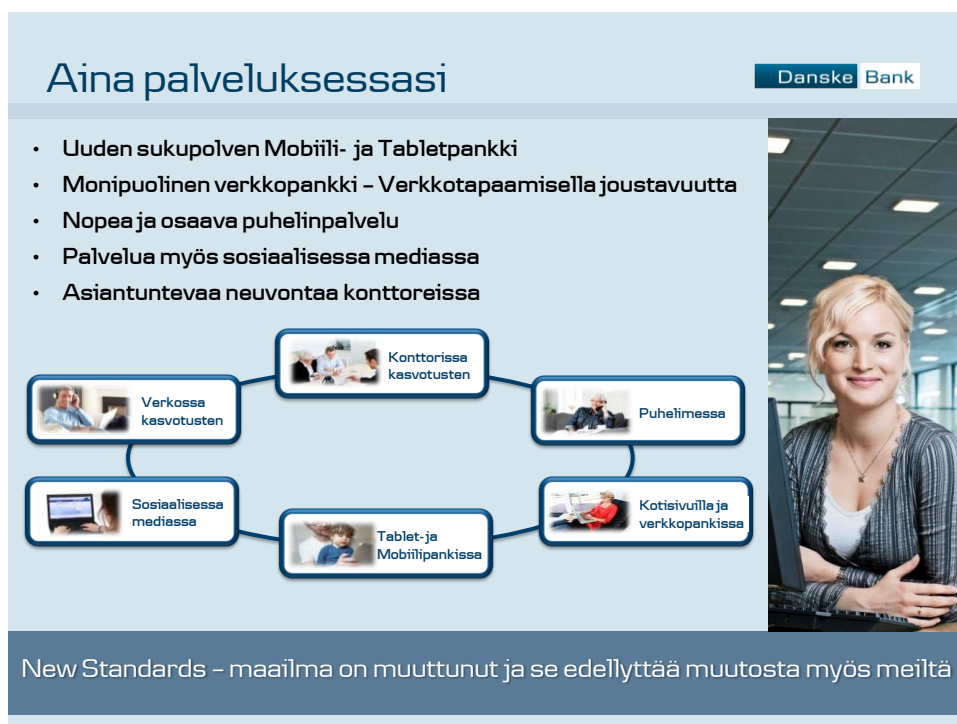 Aina palveluksessasi
Danske Bank
• Uuden sukupolven Mobiili- ja Tabletpankki
• Monipuolinen verkkopankki – Verkkotapaamisella joustavuutta
• Nopea ja osaava puhelinpalvelu
• Palvelua myös sosiaalisessa mediassa
• Asiantuntevaa neuvontaa konttoreissa
Konttorissa
kasvotusten
Verkossa
kasvotusten
Puhelimessa
Sosiaalisessa
mediassa
Kotisivuilla ja
verkkopankissa
Tablet- ja
Mobiilipankissa
New Standards – maailma on muuttunut ja se edellyttää muutosta myös meiltä